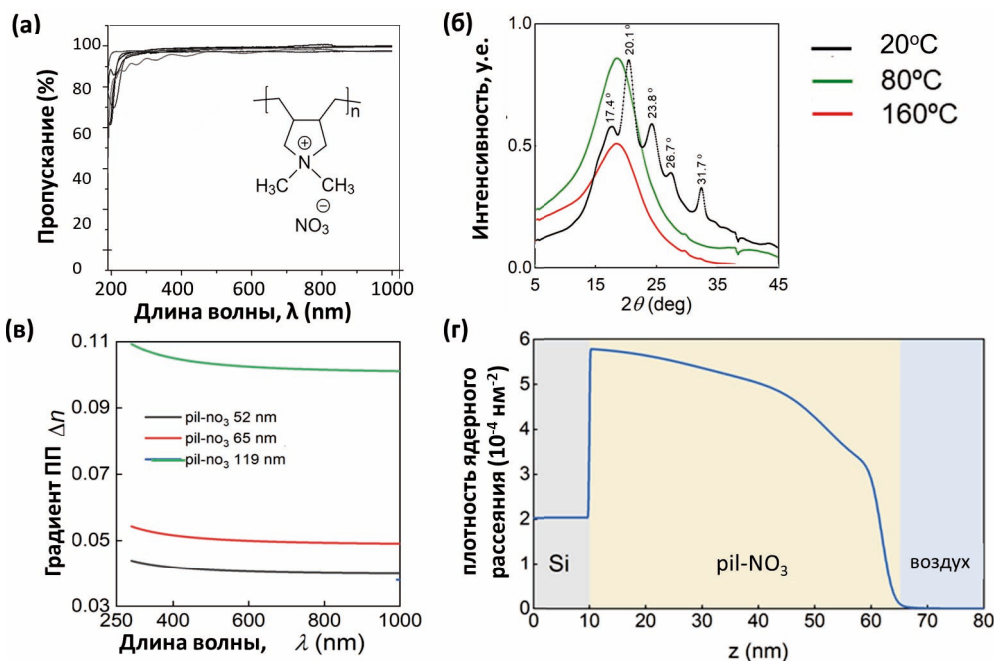 (а)
Пропускание (%)
100
80
60
40
20
0
200
400
600
800
1000
Длина волны, λ (nm)
n
+
N
H₃C
CH₃
−
NO₃
(б)
Интенсивность, у.е.
1.0
0.5
0.0
5
15
25
35
45
2θ (deg)
17.4 °
20.1 °
23.8 °
26.7 °
31.7 °
20°C
80°C
160°C
(в)
Градиент ПП Δn
0.11
0.09
0.07
0.05
0.03
250
400
600
800
1000
Длина волны, λ (nm)
pil-no₃ 52 nm
pil-no₃ 65 nm
pil-no₃ 119 nm
(г)
плотность ядерного
рассеяния (10⁻⁴ нм⁻²)
6
5
4
3
2
1
0
0
10
20
30
40
50
60
70
80
z (nm)
Si
pil-NO₃
воздух